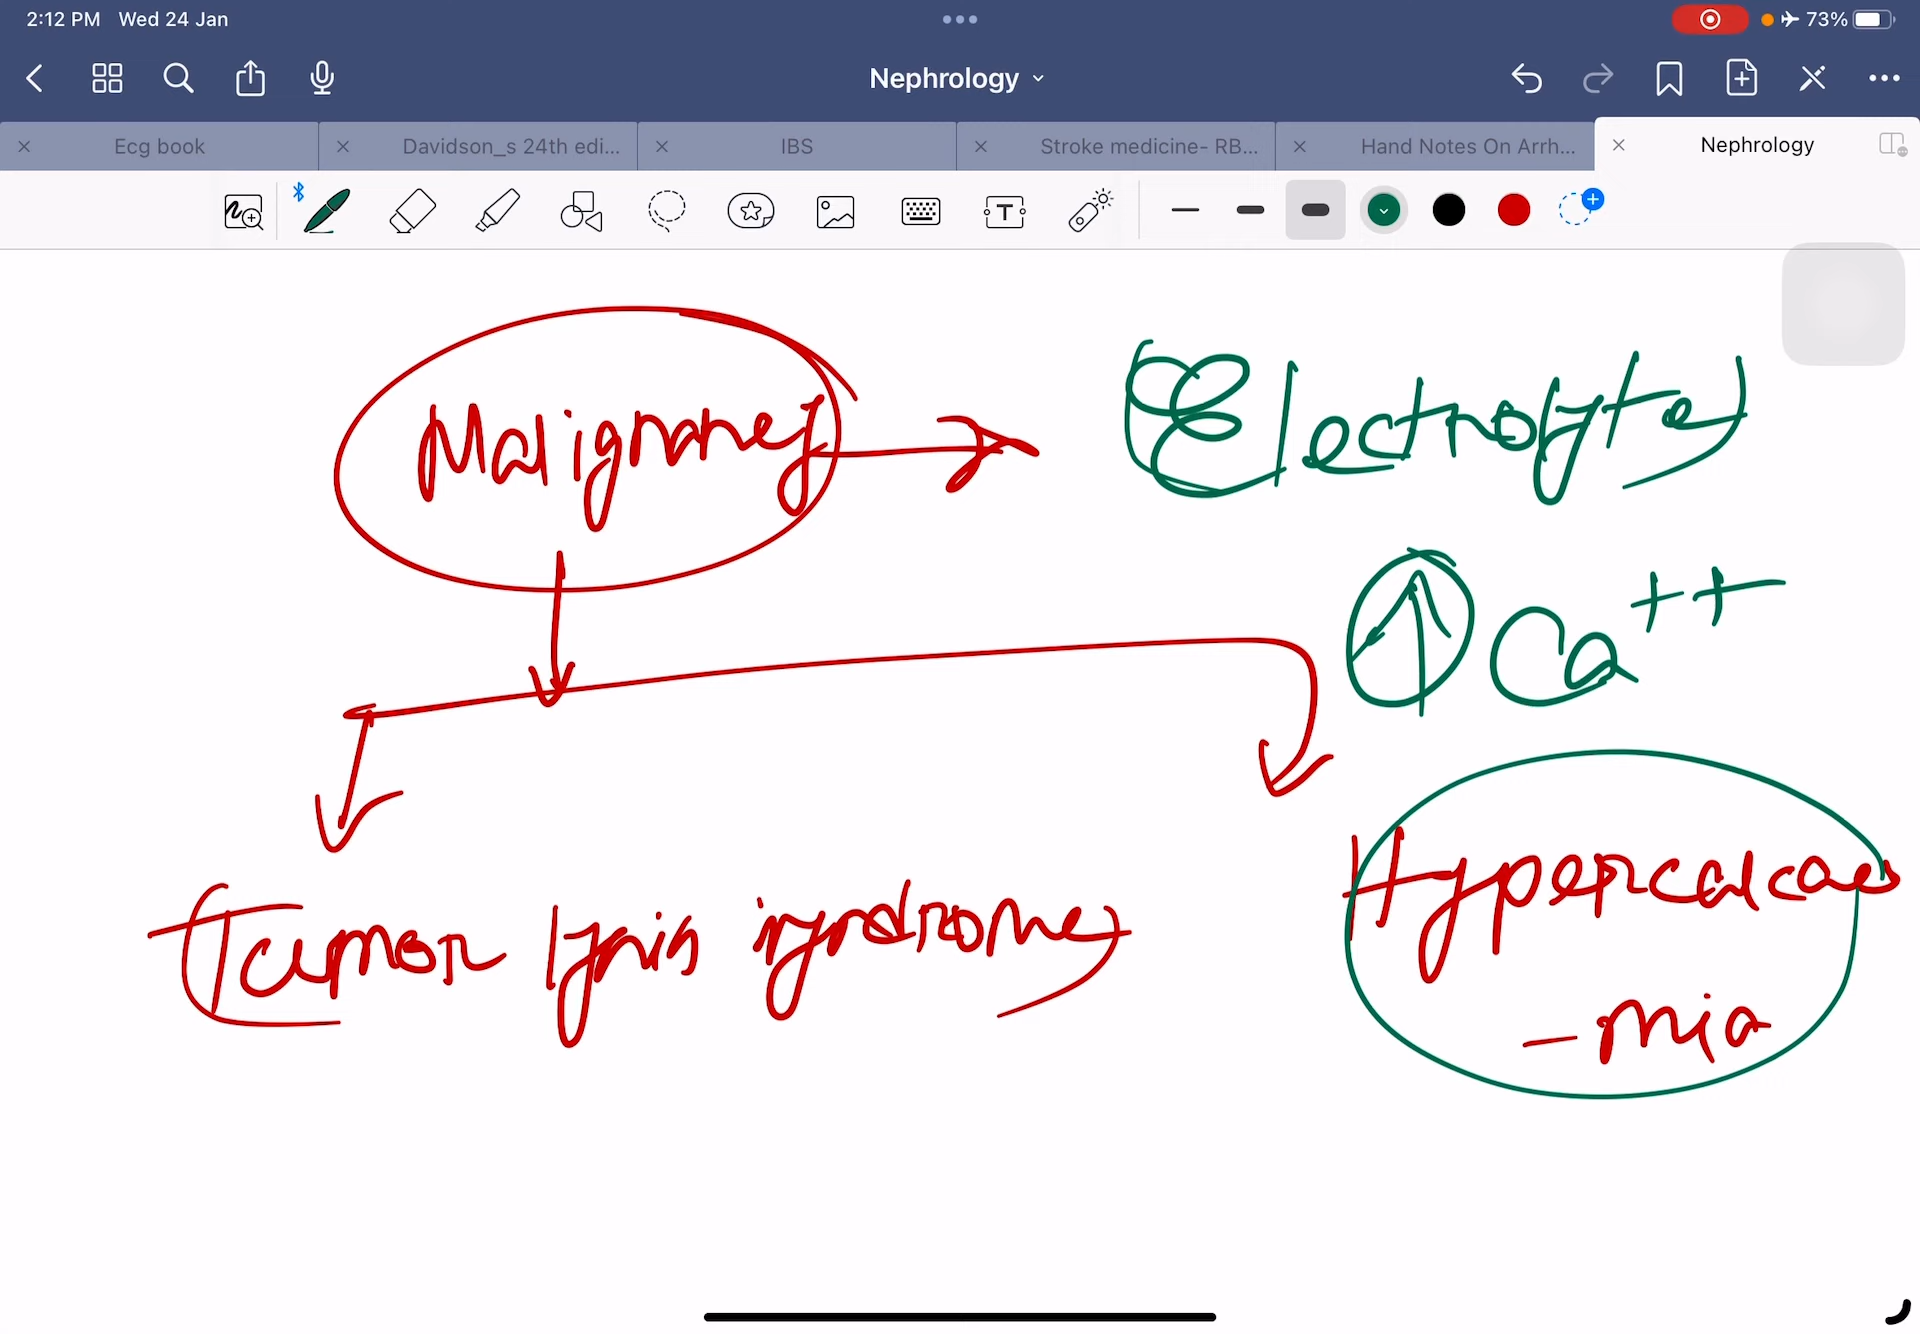 2:12 PM Wed 24 Jan
73%
Nephrology
Ecg book
Davidson_s 24th edi...
IBS
Stroke medicine- RB...
Hand Notes On Arrh...
Nephrology
Malignancy
Electrolyte
↑ Ca++
Tumor lysis syndrome
Hypercalcae
-mia